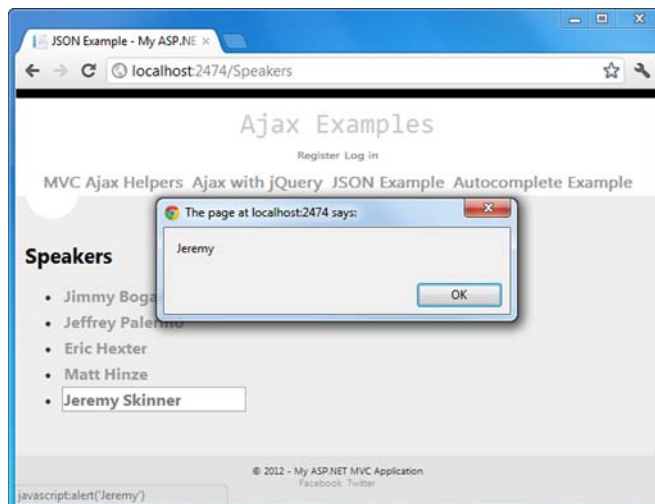 JSON Example - My ASP.NE
localhost:2474/Speakers
Ajax Examples
Register Log in
MVC Ajax Helpers Ajax with jQuery JSON Example Autocomplete Example
The page at localhost:2474 says:
Jeremy
OK
Speakers
Jimmy Boga
Jeffrey Palermo
Eric Hexter
Matt Hinze
Jeremy Skinner
© 2012 - My ASP.NET MVC Application
Facebook Twitter
javascript:alert('Jeremy')